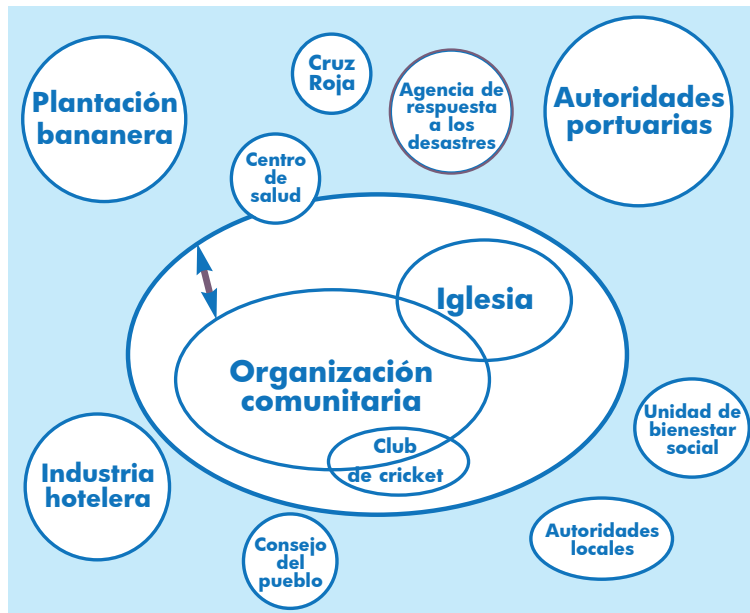 Plantación
bananera
Cruz
Roja
Agencia de
respuesta
a los
desastres
Autoridades
portuarias
Centro
de
salud
Iglesia
Organización
comunitaria
Club
de cricket
Unidad de
bienestar
social
Industria
hotelera
Consejo
del
pueblo
Autoridades
locales